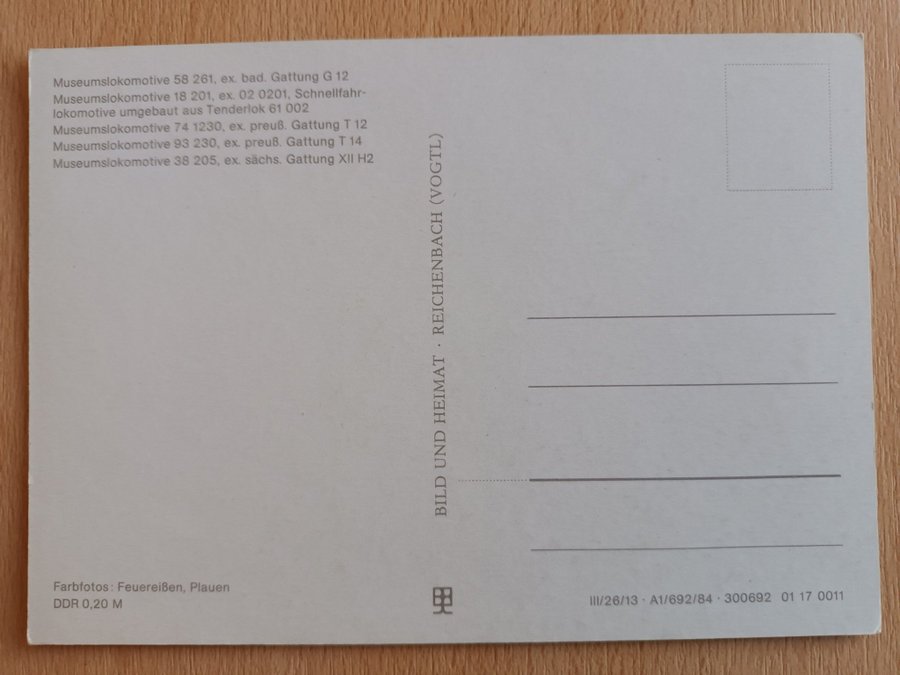 Museumslokomotive 58 261, ex. bad. Gattung G 12
Museumslokomotive 18 201, ex. 02 0201, Schnellfahr-
lokomotive umgebaut aus Tenderlok 61 002
Museumslokomotive 74 1230, ex. preuß. Gattung T 12
Museumslokomotive 93 230, ex. preuß. Gattung T 14
Museumslokomotive 38 205, ex. sächs. Gattung XII H2
BILD UND HEIMAT · REICHENBACH (VOGTL)
Farbfotos: Feuereißen, Plauen
DDR 0,20 M
III/26/13 · A1/692/84 · 300692 01 17 0011